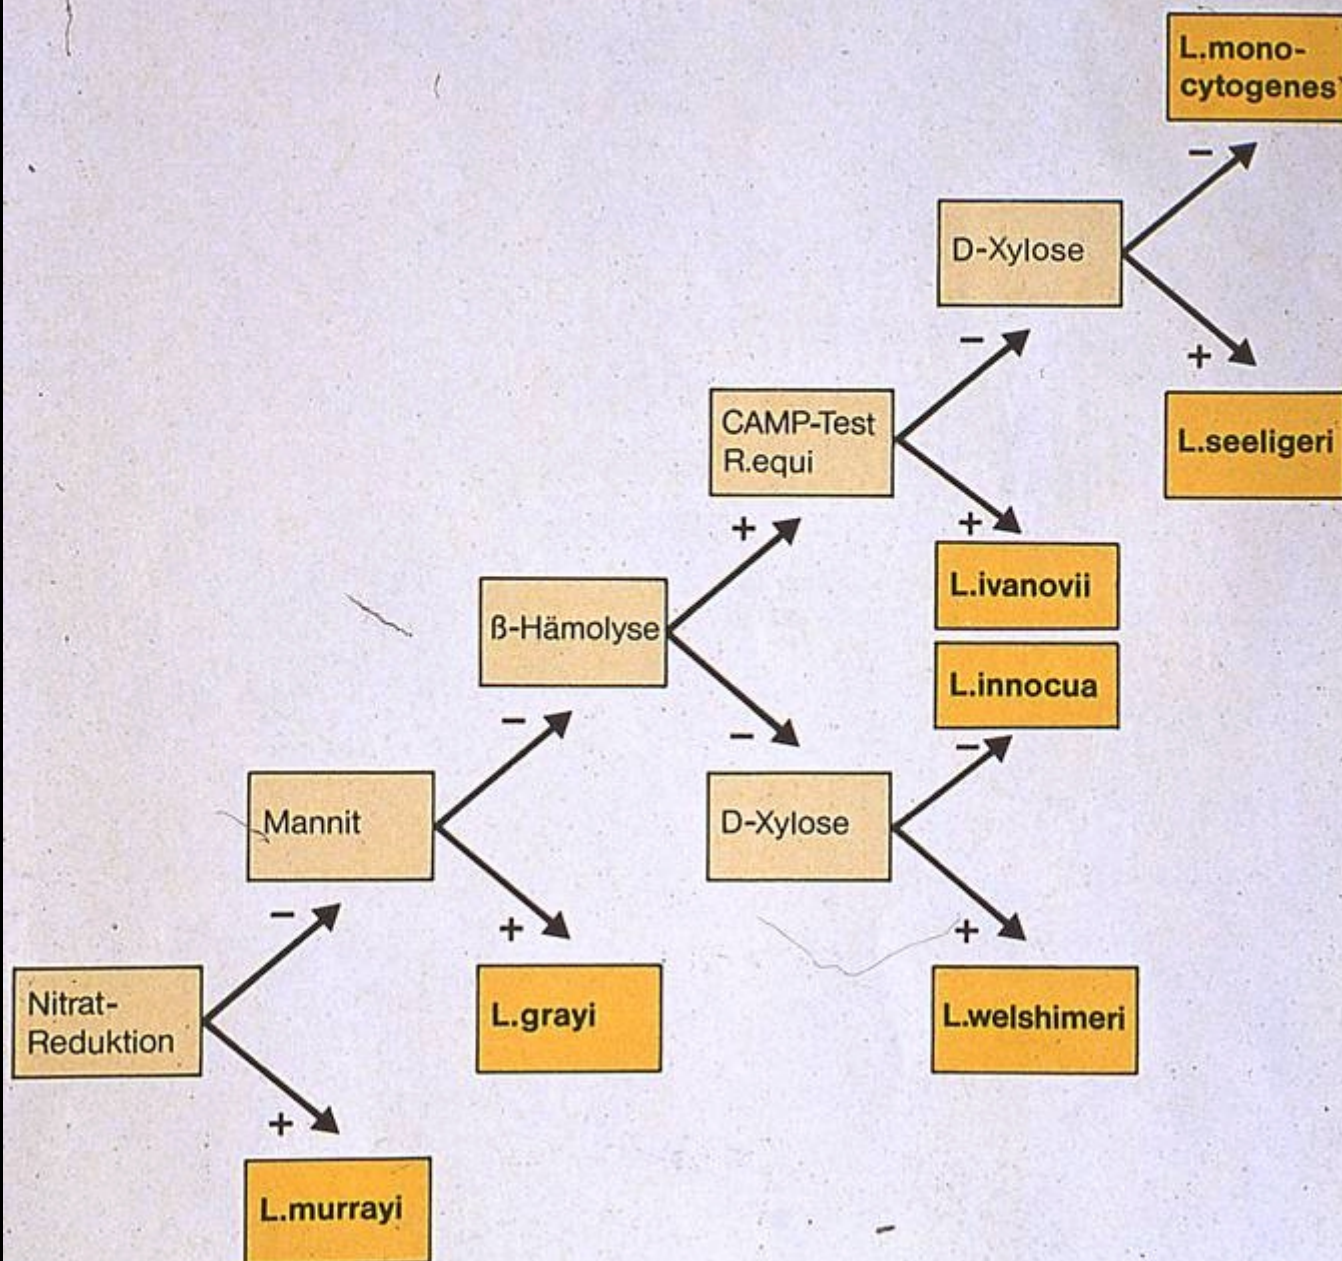 L.mono-
cytogenes
−
D-Xylose
−
+
CAMP-Test
R.equi
L.seeligeri
+
+
L.ivanovii
ß-Hämolyse
L.innocua
−
−
−
Mannit
D-Xylose
−
+
+
Nitrat-
Reduktion
L.grayi
L.welshimeri
+
L.murrayi